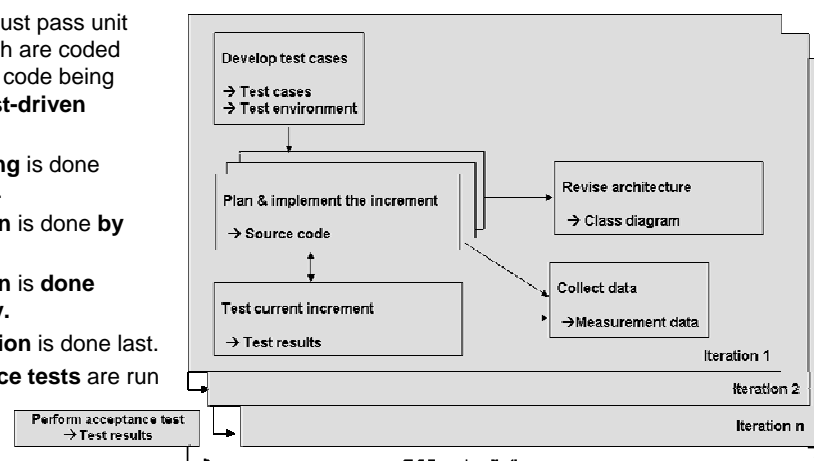 ust pass unit
h are coded
code being
st-driven
ng is done
n is done by
n is done
y.
ion is done last.
ce tests are run
Develop test cases
→ Test cases
→ Test environment
Plan & implement the increment
→ Source code
Revise architecture
→ Class diagram
Test current increment
→ Test results
Collect data
→Measurement data
Iteration 1
Iteration 2
Iteration n
Perform acceptance test
→ Test results